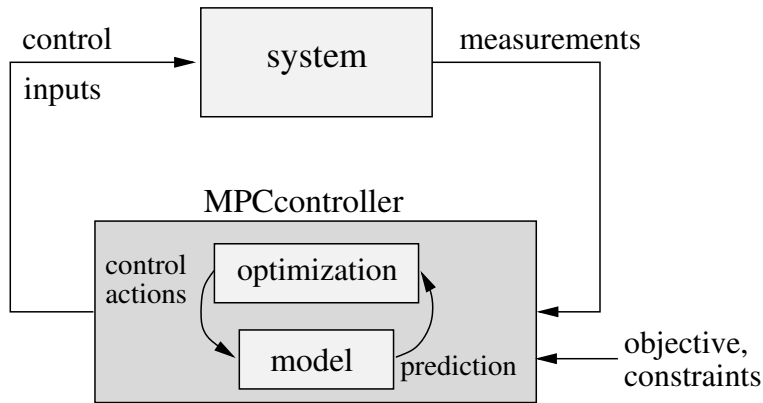 control
inputs
system
measurements
MPCcontroller
control
actions
optimization
model
prediction
objective,
constraints